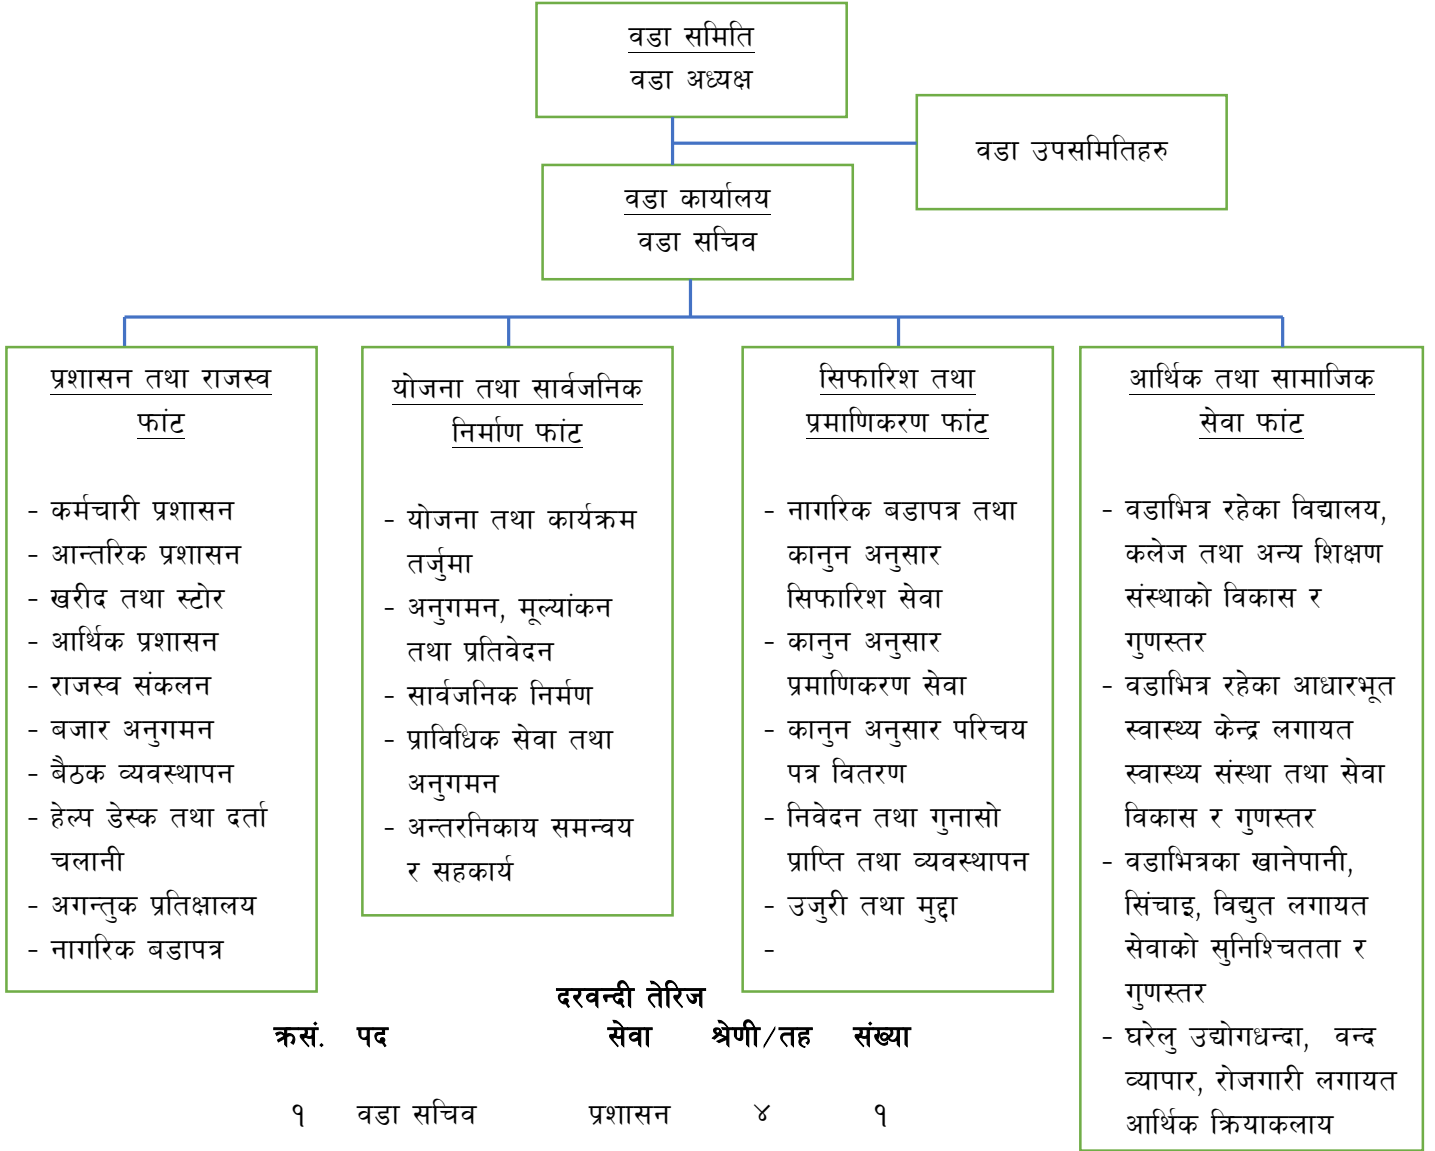 वडा समिति
वडा अध्यक्ष
वडा उपसमितिहरु
वडा कार्यालय
वडा सचिव
प्रशासन तथा राजस्व
फांट
- कर्मचारी प्रशासन
- आन्तरिक प्रशासन
- खरीद तथा स्टोर
- आर्थिक प्रशासन
- राजस्व संकलन
- बजार अनुगमन
- बैठक व्यवस्थापन
- हेल्प डेस्क तथा दर्ता
चलानी
- अगन्तुक प्रतिक्षालय
- नागरिक बडापत्र
योजना तथा सार्वजनिक
निर्माण फांट
- योजना तथा कार्यक्रम
तर्जुमा
- अनुगमन, मूल्यांकन
तथा प्रतिवेदन
- सार्वजनिक निर्मण
- प्राविधिक सेवा तथा
अनुगमन
- अन्तरनिकाय समन्वय
र सहकार्य
सिफारिश तथा
प्रमाणिकरण फांट
- नागरिक बडापत्र तथा
कानुन अनुसार
सिफारिश सेवा
- कानुन अनुसार
प्रमाणिकरण सेवा
- कानुन अनुसार परिचय
पत्र वितरण
- निवेदन तथा गुनासो
प्राप्ति तथा व्यवस्थापन
- उजुरी तथा मुद्दा
-
आर्थिक तथा सामाजिक
सेवा फांट
- वडाभित्र रहेका विद्यालय,
कलेज तथा अन्य शिक्षण
संस्थाको विकास र
गुणस्तर
- वडाभित्र रहेका आधारभूत
स्वास्थ्य केन्द्र लगायत
स्वास्थ्य संस्था तथा सेवा
विकास र गुणस्तर
- वडाभित्रका खानेपानी,
सिंचाइ, विद्युत लगायत
सेवाको सुनिश्चितता र
गुणस्तर
- घरेलु उद्योगधन्दा, वन्द
व्यापार, रोजगारी लगायत
आर्थिक क्रियाकलाय
दरवन्दी तेरिज
क्रसं. पद सेवा श्रेणी/तह संख्या
१ वडा सचिव प्रशासन ४ १